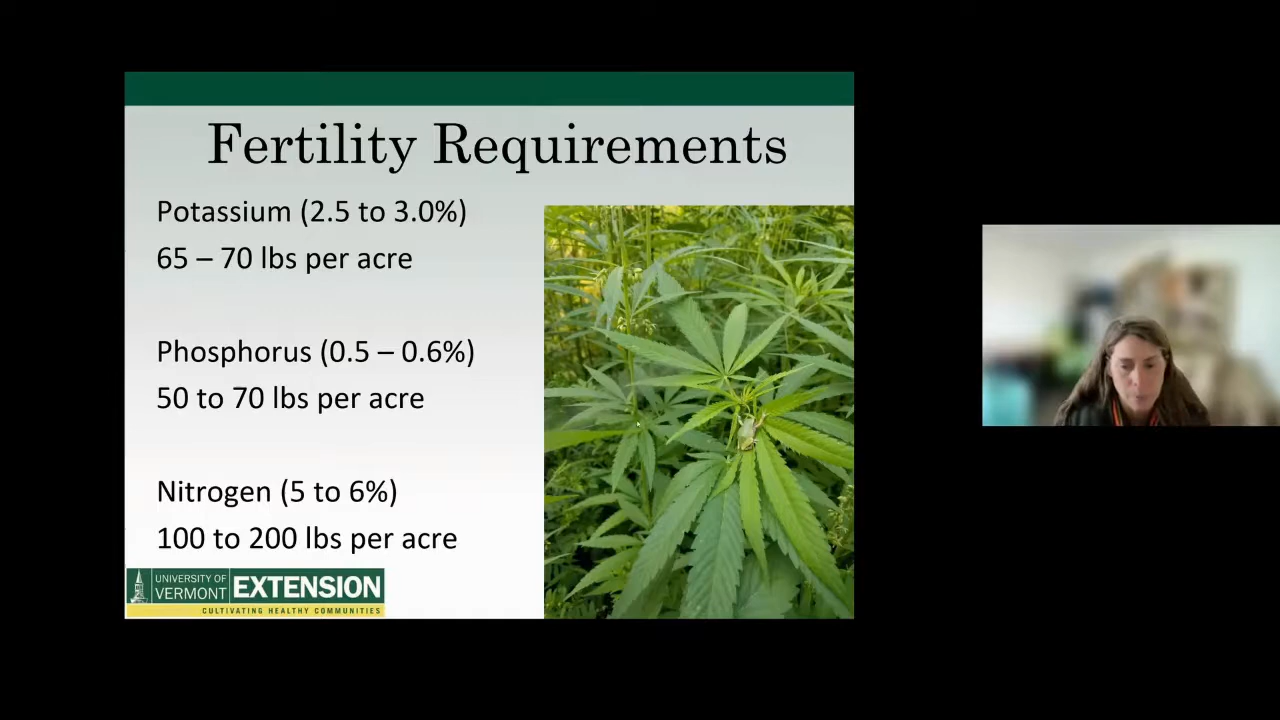 Fertility Requirements
Potassium (2.5 to 3.0%)
65 – 70 lbs per acre
Phosphorus (0.5 – 0.6%)
50 to 70 lbs per acre
Nitrogen (5 to 6%)
100 to 200 lbs per acre
UNIVERSITY OF
VERMONT EXTENSION
CULTIVATING HEALTHY COMMUNITIES